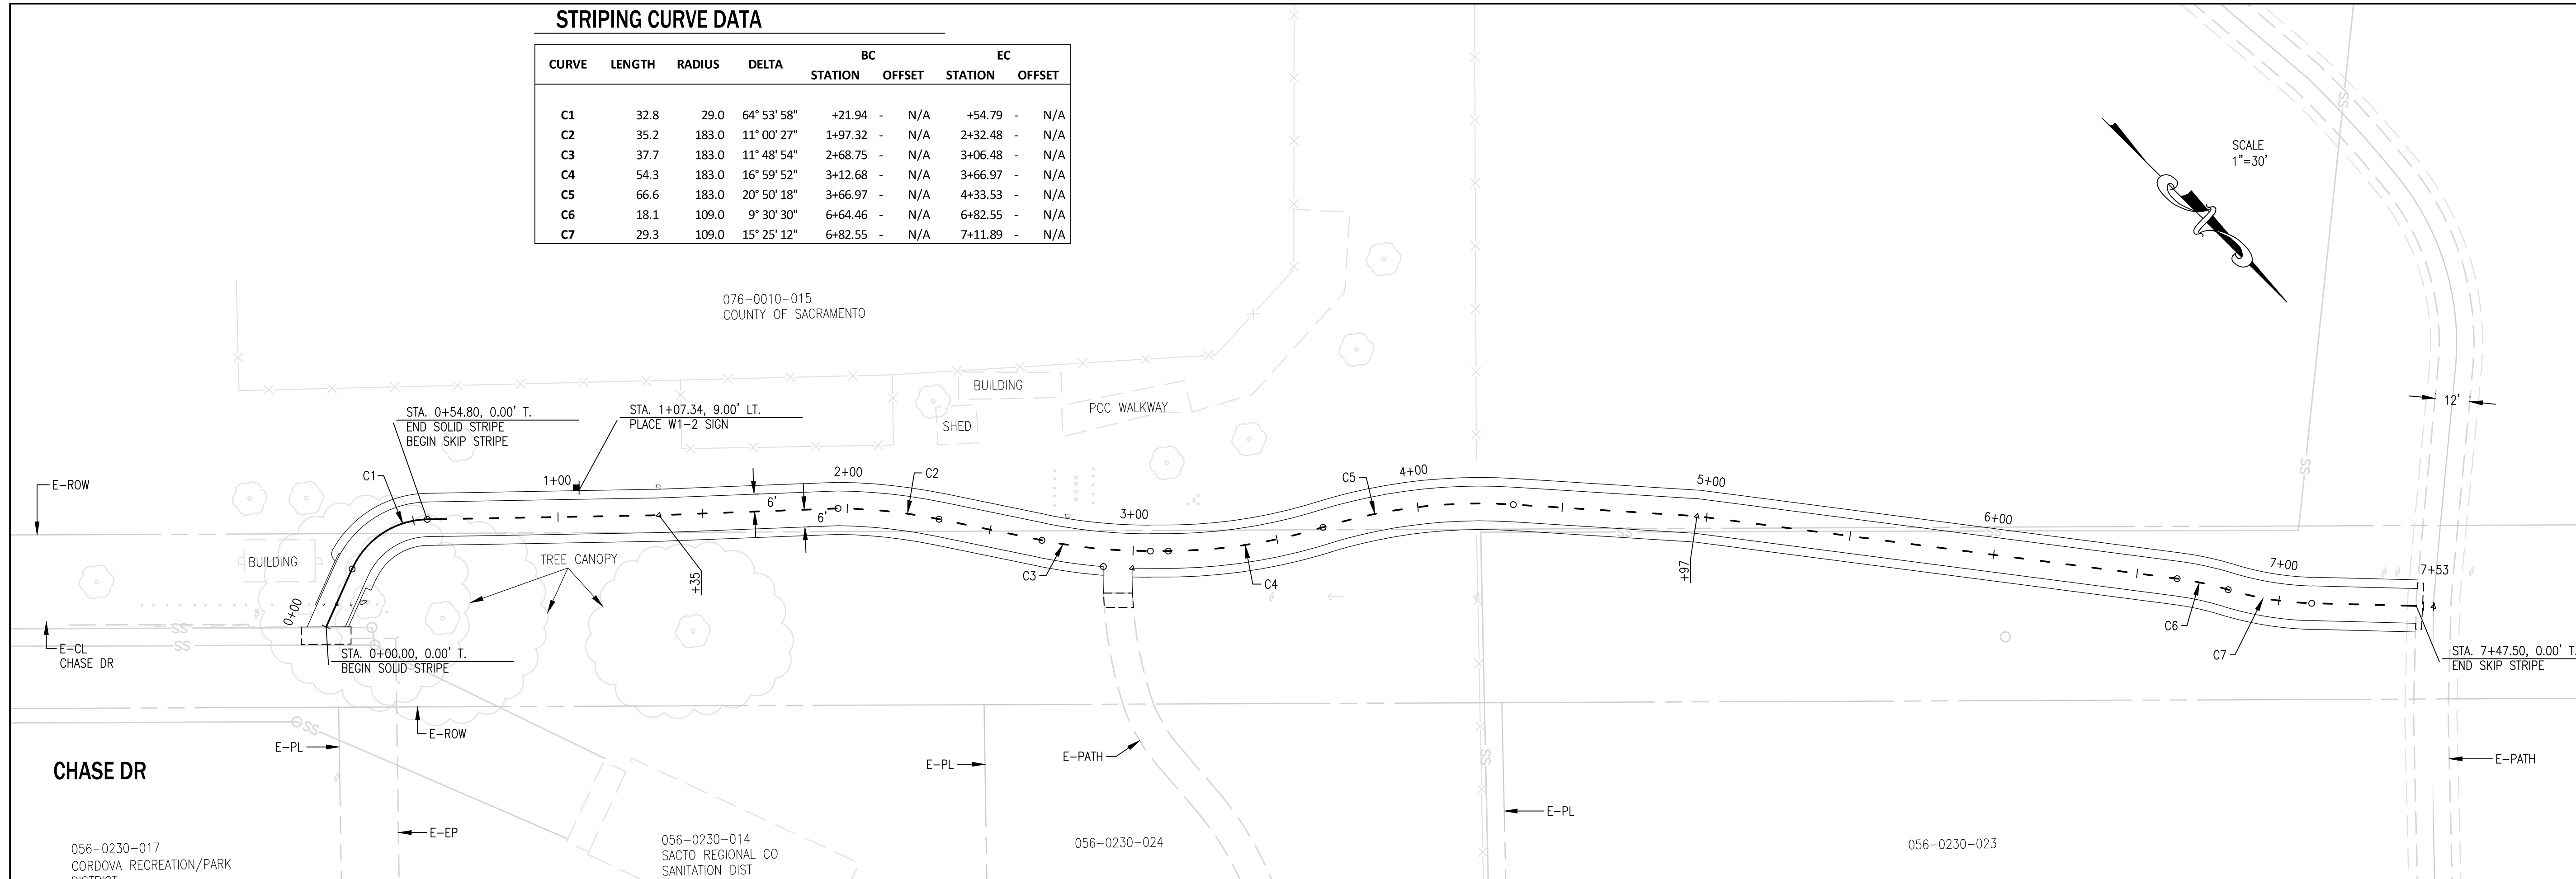 STRIPING CURVE DATA
CURVE LENGTH RADIUS DELTA BC EC
STATION OFFSET STATION OFFSET
C1 32.8 29.0 64° 53' 58" +21.94 - N/A +54.79 - N/A
C2 35.2 183.0 11° 00' 27" 1+97.32 - N/A 2+32.48 - N/A
C3 37.7 183.0 11° 48' 54" 2+68.75 - N/A 3+06.48 - N/A
C4 54.3 183.0 16° 59' 52" 3+12.68 - N/A 3+66.97 - N/A
C5 66.6 183.0 20° 50' 18" 3+66.97 - N/A 4+33.53 - N/A
C6 18.1 109.0 9° 30' 30" 6+64.46 - N/A 6+82.55 - N/A
C7 29.3 109.0 15° 25' 12" 6+82.55 - N/A 7+11.89 - N/A
SS
SCALE
1"=30'
076-0010-015
COUNTY OF SACRAMENTO
BUILDING
PCC WALKWAY
SHED
12'
STA. 0+54.80, 0.00' T.
END SOLID STRIPE
BEGIN SKIP STRIPE
STA. 1+07.34, 9.00' LT.
PLACE W1-2 SIGN
E-ROW
C1
1+00
2+00
C2
C5
4+00
5+00
SS
6'
6'
3+00
6+00
SS
SS
BUILDING
TREE CANOPY
+35
C3
C4
+97
7+00
7+53
0+00
C6
C7
SS
SS
E-CL
CHASE DR
STA. 0+00.00, 0.00' T.
BEGIN SOLID STRIPE
STA. 7+47.50, 0.00' T.
END SKIP STRIPE
SS
E-ROW
E-PL
E-PL
E-PATH
SS
E-PATH
CHASE DR
E-PL
E-EP
056-0230-017
CORDOVA RECREATION/PARK
DISTRICT
056-0230-014
SACTO REGIONAL CO
SANITATION DIST
056-0230-024
056-0230-023